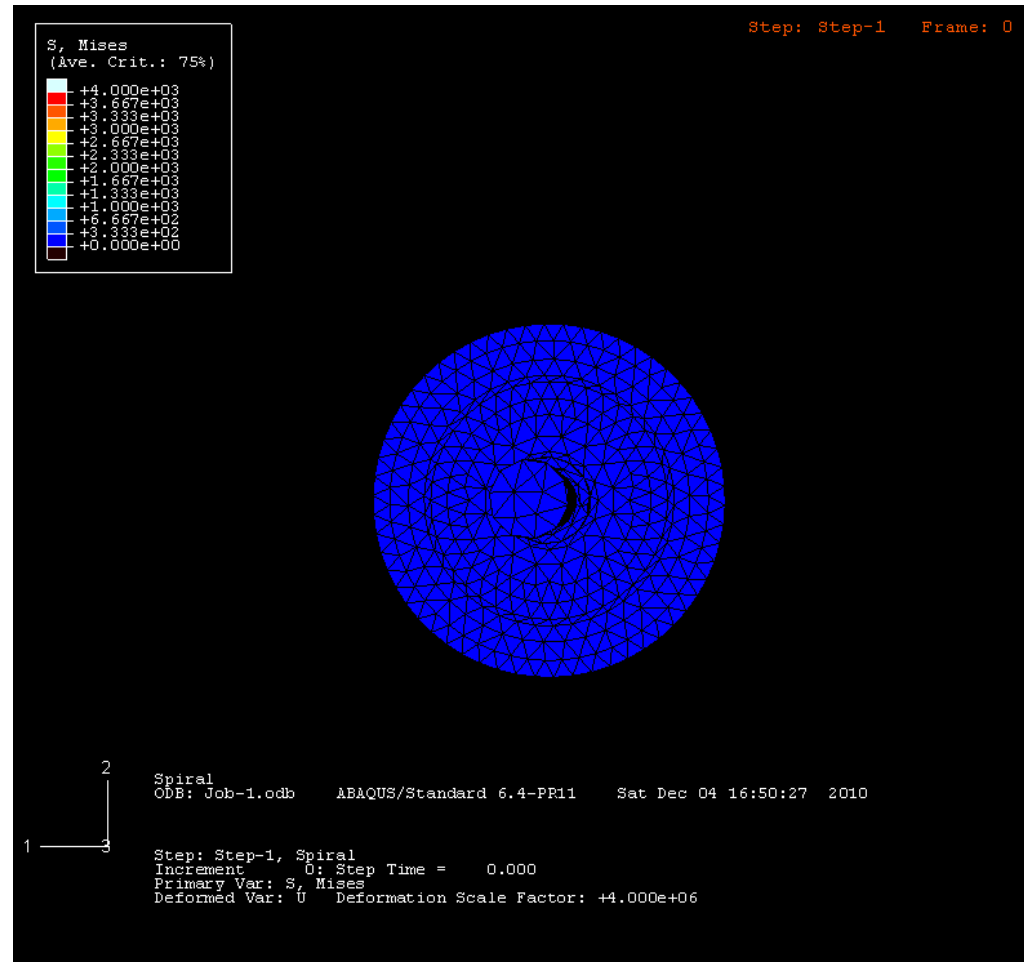 Step: Step-1   Frame: 0
S, Mises
(Ave. Crit.: 75%)
+4.000e+03
+3.667e+03
+3.333e+03
+3.000e+03
+2.667e+03
+2.333e+03
+2.000e+03
+1.667e+03
+1.333e+03
+1.000e+03
+6.667e+02
+3.333e+02
+0.000e+00
2
1
3
Spiral
ODB: Job-1.odb    ABAQUS/Standard 6.4-PR11    Sat Dec 04 16:50:27  2010
Step: Step-1, Spiral
Increment      0: Step Time =    0.000
Primary Var: S, Mises
Deformed Var: U   Deformation Scale Factor: +4.000e+06